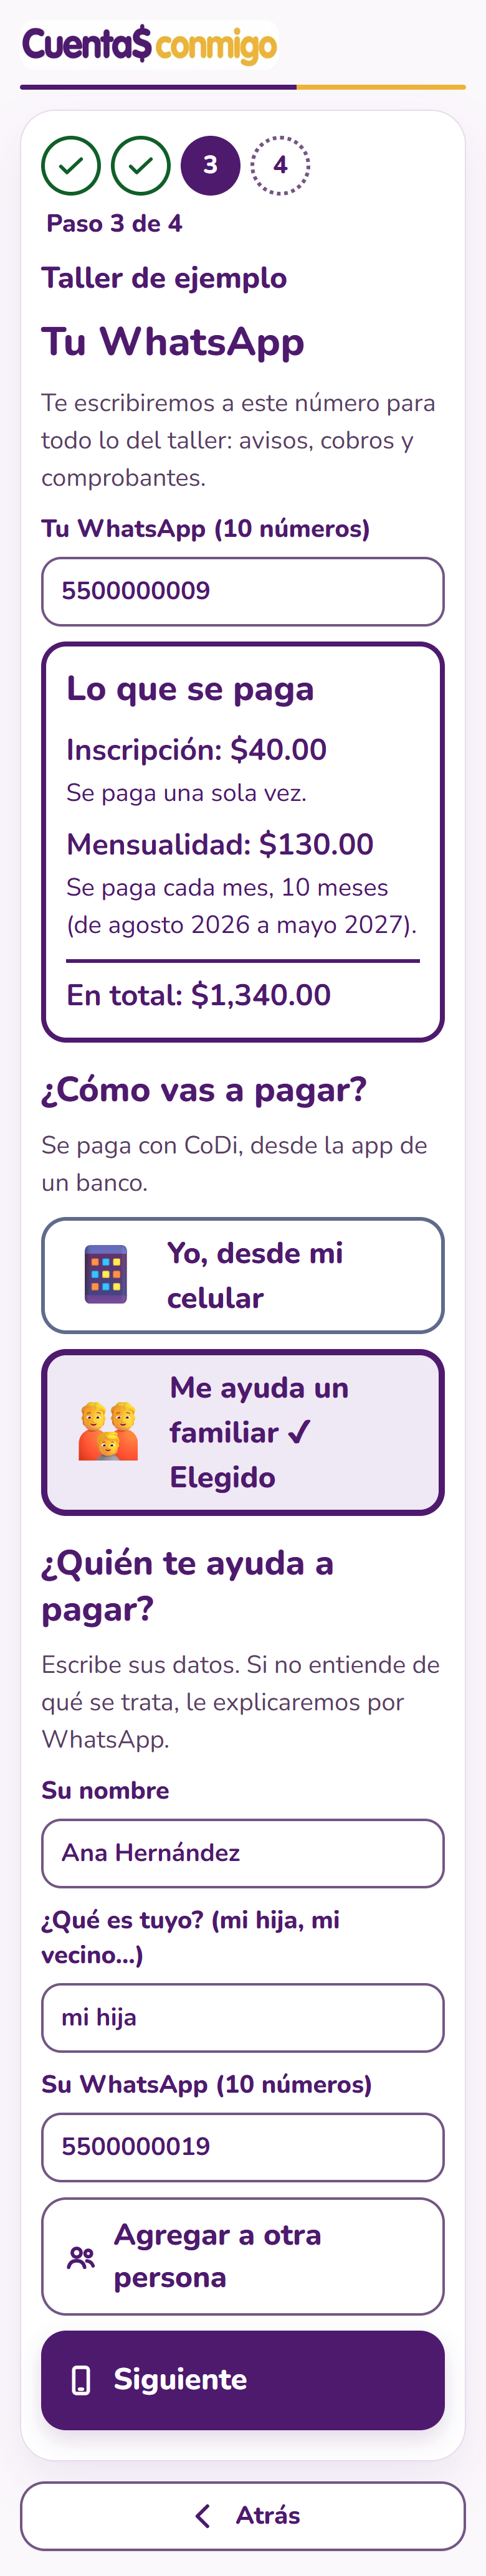 Cuenta$ conmigo
3
4
Paso 3 de 4
Taller de ejemplo
Tu WhatsApp
Te escribiremos a este número para
todo lo del taller: avisos, cobros y
comprobantes.
Tu WhatsApp (10 números)
5500000009
Lo que se paga
Inscripción: $40.00
Se paga una sola vez.
Mensualidad: $130.00
Se paga cada mes, 10 meses
(de agosto 2026 a mayo 2027).
En total: $1,340.00
¿Cómo vas a pagar?
Se paga con CoDi, desde la app de
un banco.
Yo, desde mi
celular
Me ayuda un
familiar ✓
Elegido
¿Quién te ayuda a
pagar?
Escribe sus datos. Si no entiende de
qué se trata, le explicaremos por
WhatsApp.
Su nombre
Ana Hernández
¿Qué es tuyo? (mi hija, mi
vecino...)
mi hija
Su WhatsApp (10 números)
5500000019
Agregar a otra
persona
Siguiente
Atrás